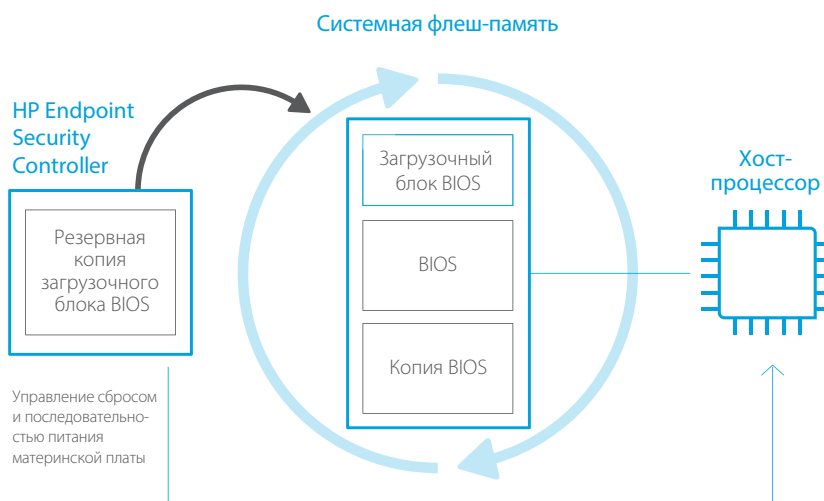 Системная флеш-память
HP Endpoint
Security
Controller
Резервная
копия
загрузочного
блока BIOS
Управление сбросом
и последовательно-
стью питания
материнской платы
Загрузочный
блок BIOS
BIOS
Копия BIOS
Хост-
процессор